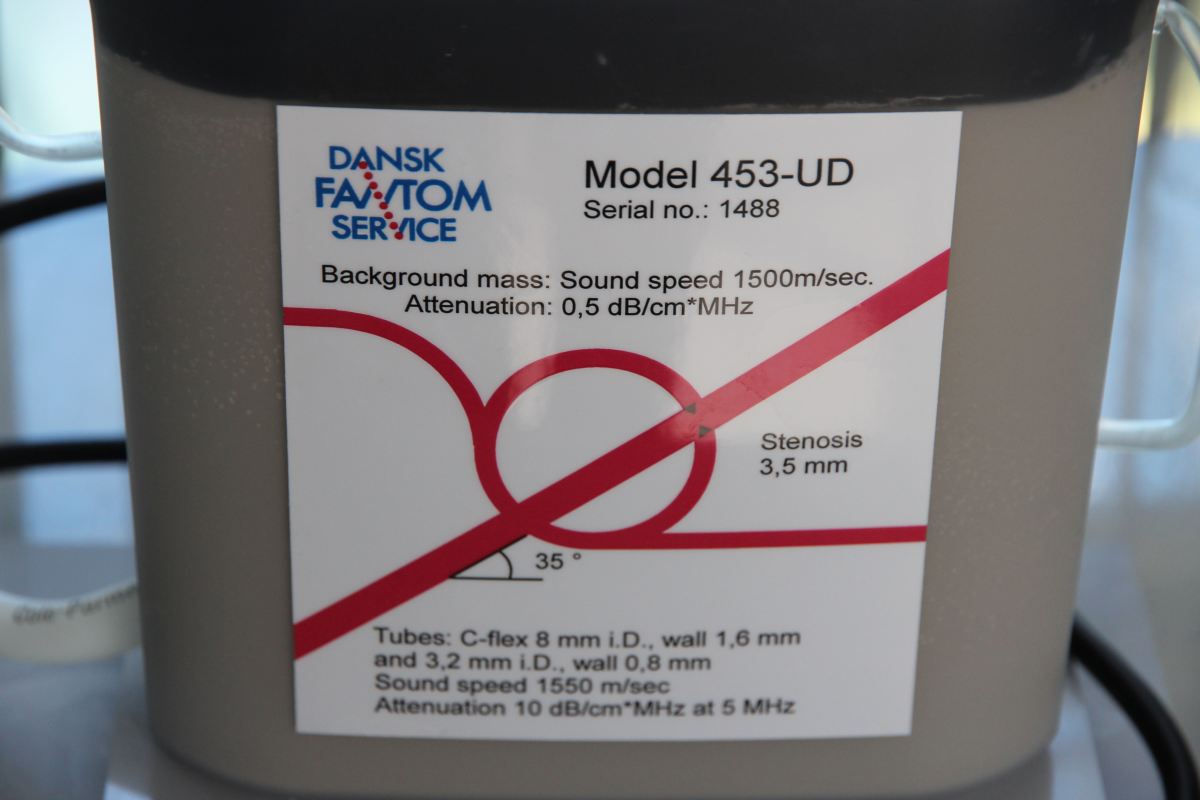 DANSK
FANTOM
SERVICE
Model 453-UD
Serial no.: 1488
Background mass: Sound speed 1500m/sec.
Attenuation: 0,5 dB/cm*MHz
Stenosis
3,5 mm
35 °
Tubes: C-flex 8 mm i.D., wall 1,6 mm
and 3,2 mm i.D., wall 0,8 mm
Sound speed 1550 m/sec
Attenuation 10 dB/cm*MHz at 5 MHz